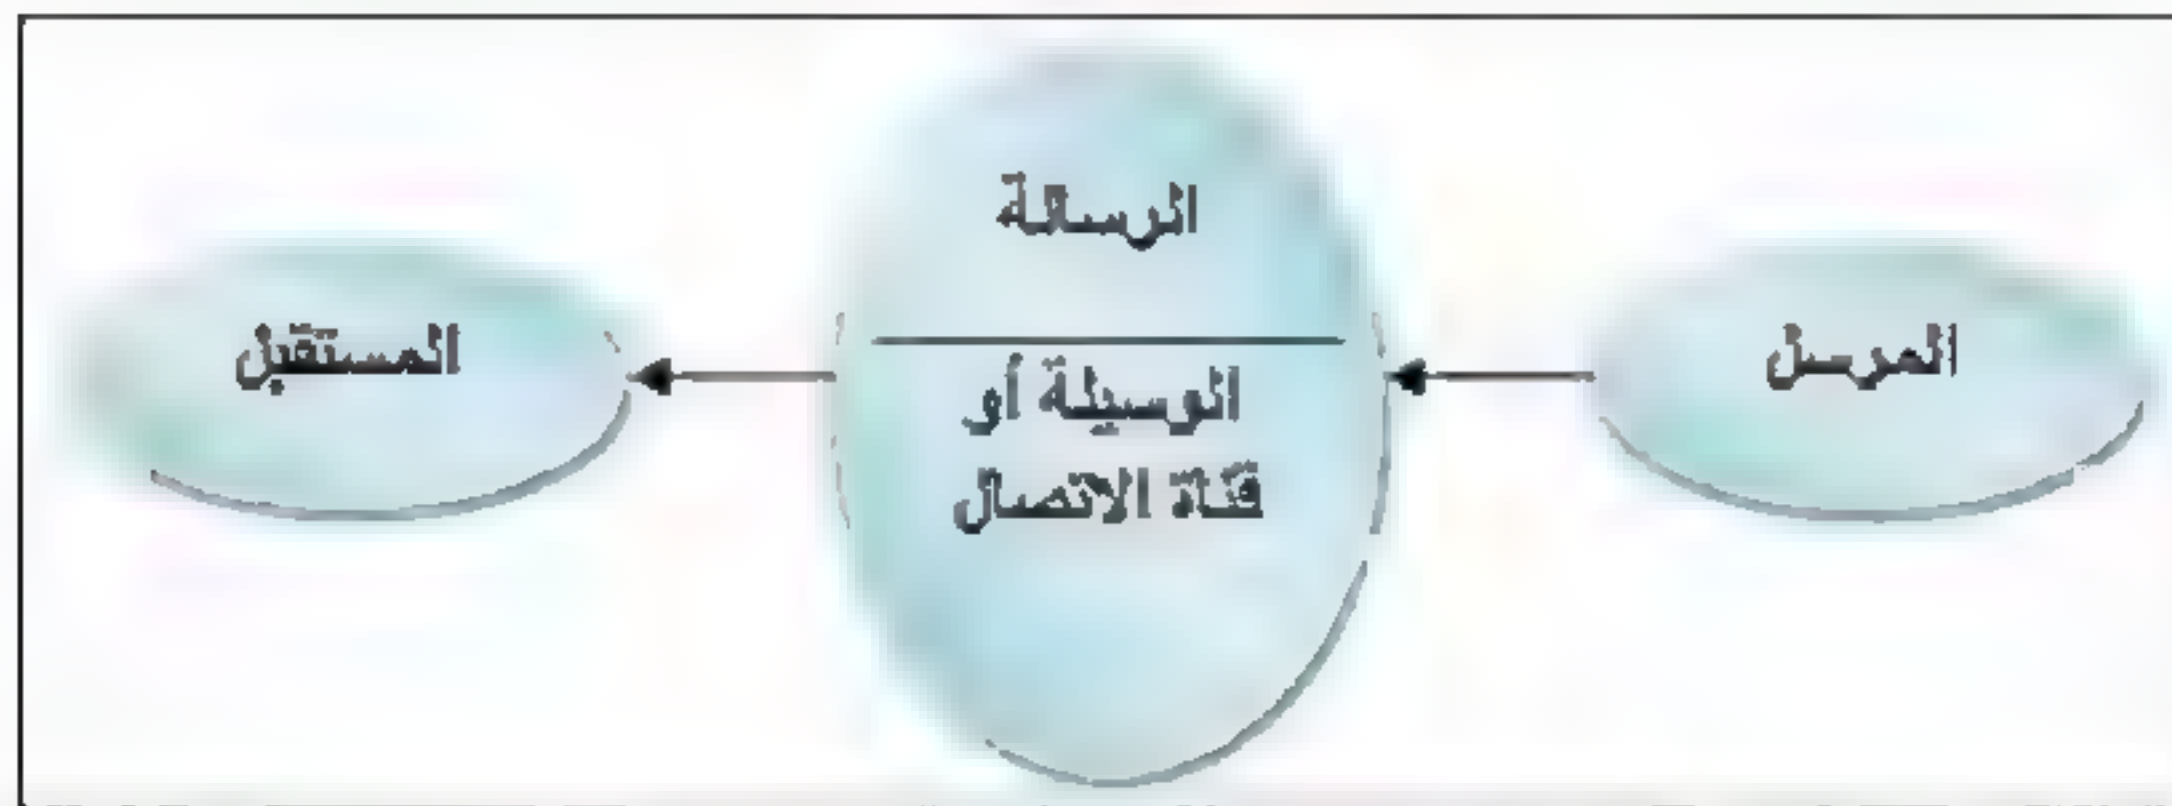 المرسل
الرسالة
الوسيلة أو
قناة الاتصال
المستقبل